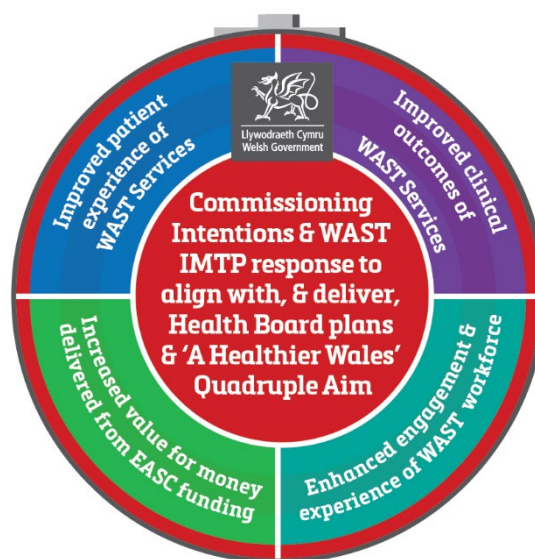 Llywodraeth Cymru
Welsh Government
Improved patient
experience of
WAST Services
Improved clinical
outcomes of
WAST Services
Commissioning
Intentions & WAST
IMTP response to
align with, & deliver,
Health Board plans
& ‘A Healthier Wales’
Quadruple Aim
Increased value for money
delivered from EASC funding
Enhanced engagement &
experience of WAST workforce